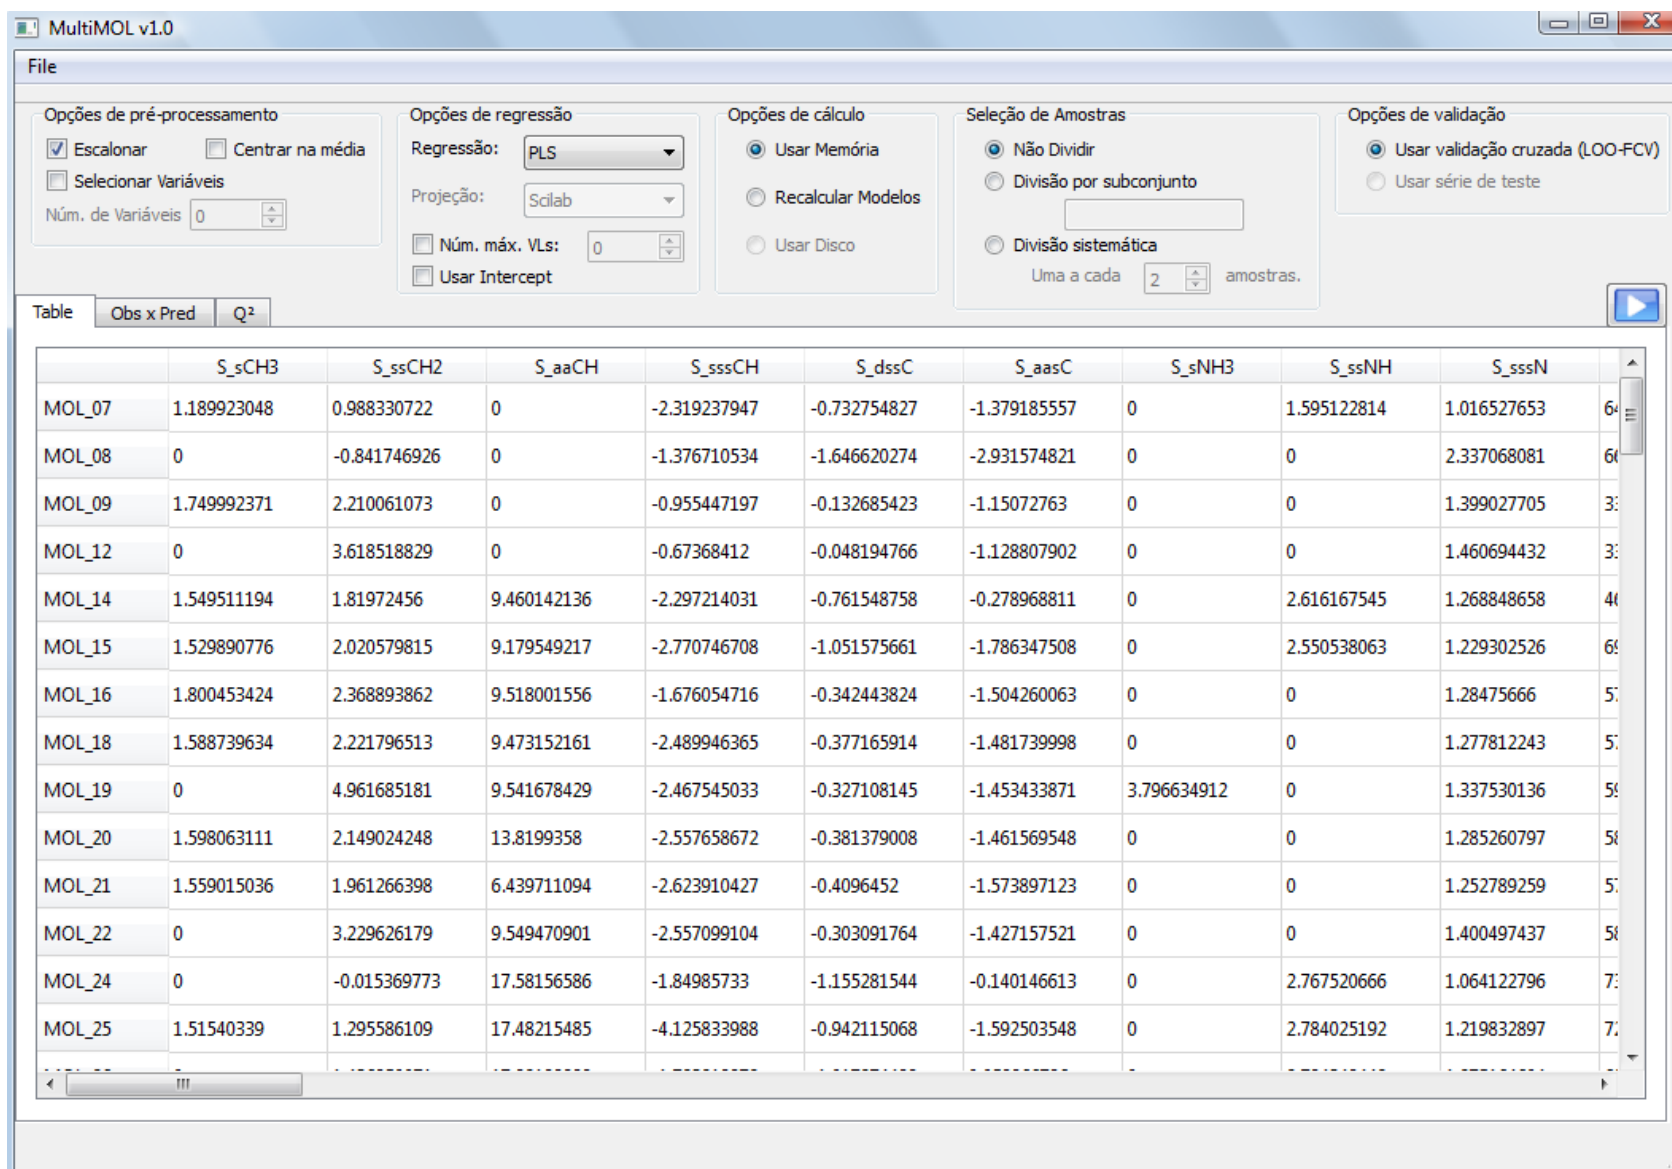 MultiMOL v1.0
File
Opções de pré-processamento Opções de regressão Opções de cálculo Seleção de Amostras Opções de validação
Escalonar Centrar na média Regressão: PLS Usar Memória Não Dividir Usar validação cruzada (LOO-FCV)
Selecionar Variáveis Divisão por subconjunto Usar série de teste
Núm. de Variáveis 0 Projeção: Scilab Recalcular Modelos
Núm. máx. VLs: 0 Usar Disco Divisão sistemática
Usar Intercept Uma a cada 2 amostras.
Table Obs x Pred Q²
S_sCH3 S_ssCH2 S_aaCH S_sssCH S_dssC S_aasC S_sNH3 S_ssNH S_sssN
MOL_07 1.189923048 0.988330722 0 -2.319237947 -0.732754827 -1.379185557 0 1.595122814 1.016527653
MOL_08 0 -0.841746926 0 -1.376710534 -1.646620274 -2.931574821 0 0 2.337068081
MOL_09 1.749992371 2.210061073 0 -0.955447197 -0.132685423 -1.15072763 0 0 1.399027705
MOL_12 0 3.618518829 0 -0.67368412 -0.048194766 -1.128807902 0 0 1.460694432
MOL_14 1.549511194 1.81972456 9.460142136 -2.297214031 -0.761548758 -0.278968811 0 2.616167545 1.268848658
MOL_15 1.529890776 2.020579815 9.179549217 -2.770746708 -1.051575661 -1.786347508 0 2.550538063 1.229302526
MOL_16 1.800453424 2.368893862 9.518001556 -1.676054716 -0.342443824 -1.504260063 0 0 1.28475666
MOL_18 1.588739634 2.221796513 9.473152161 -2.489946365 -0.377165914 -1.481739998 0 0 1.277812243
MOL_19 0 4.961685181 9.541678429 -2.467545033 -0.327108145 -1.453433871 3.796634912 0 1.337530136
MOL_20 1.598063111 2.149024248 13.8199358 -2.557658672 -0.381379008 -1.461569548 0 0 1.285260797
MOL_21 1.559015036 1.961266398 6.439711094 -2.623910427 -0.4096452 -1.573897123 0 0 1.252789259
MOL_22 0 3.229626179 9.549470901 -2.557099104 -0.303091764 -1.427157521 0 0 1.400497437
MOL_24 0 -0.015369773 17.58156586 -1.84985733 -1.155281544 -0.140146613 0 2.767520666 1.064122796
MOL_25 1.51540339 1.295586109 17.48215485 -4.125833988 -0.942115068 -1.592503548 0 2.784025192 1.219832897